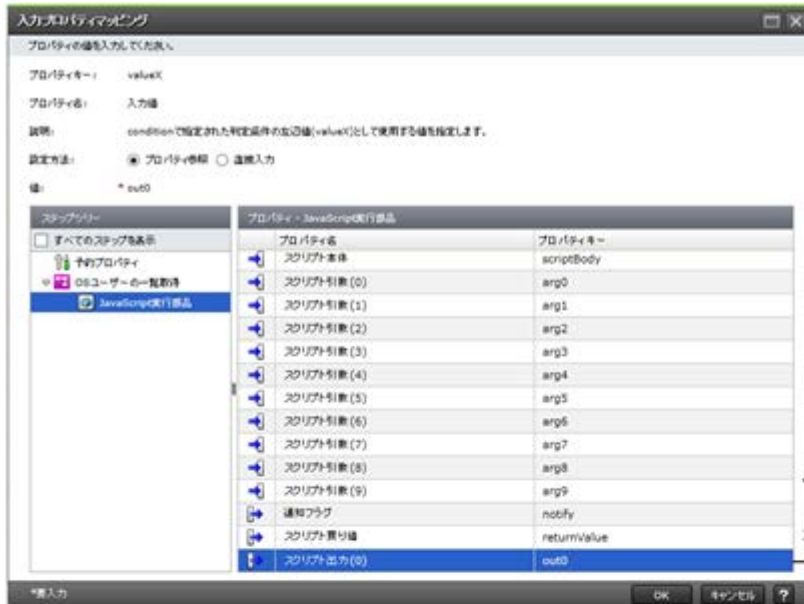 入力プロパティマッピング
プロパティの値を入力してください。
プロパティキー: valueX
プロパティ名: 入力値
説明: conditionで指定された判定条件の左辺値(valueX)として使用する値を指定します。
設定方法: プロパティ参照 直接入力
値: * out0
ステップツリー
プロパティ - JavaScript実行部品
すべてのステップを表示
予約プロパティ
OSユーザーの一覧取得
JavaScript実行部品
プロパティ名 プロパティキー
スクリプト本体 scriptBody
スクリプト引数(0) arg0
スクリプト引数(1) arg1
スクリプト引数(2) arg2
スクリプト引数(3) arg3
スクリプト引数(4) arg4
スクリプト引数(5) arg5
スクリプト引数(6) arg6
スクリプト引数(7) arg7
スクリプト引数(8) arg8
スクリプト引数(9) arg9
通知フラグ notify
スクリプト戻り値 returnValue
スクリプト出力(0) out0
*要入力 OK キャンセル ?